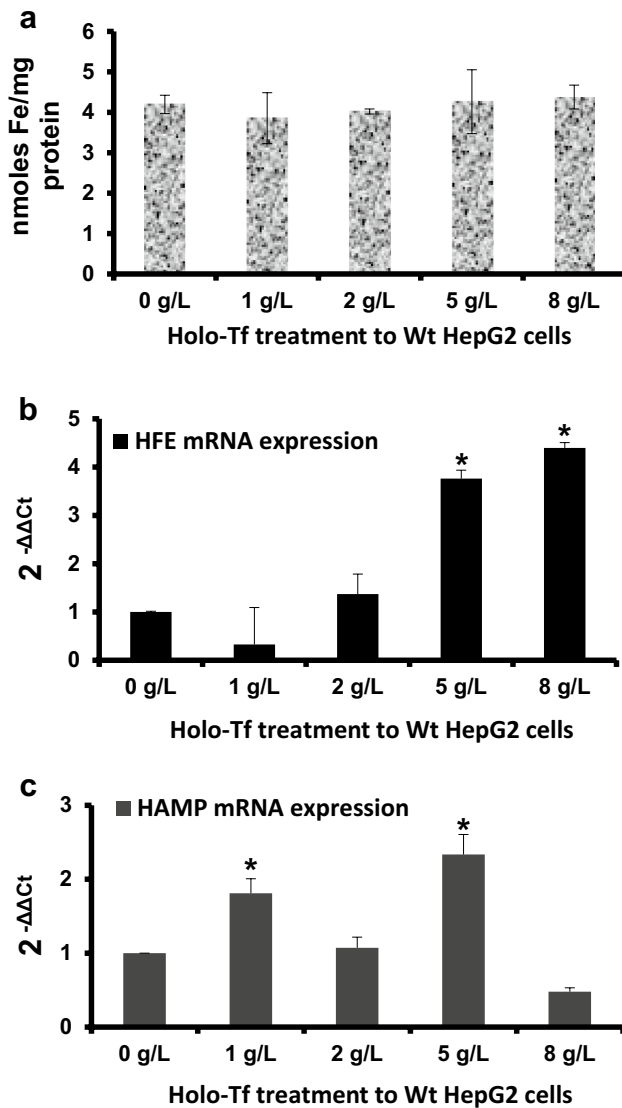 a
nmoles Fe/mg
protein
6
5
4
3
2
1
0
0 g/L 1 g/L 2 g/L 5 g/L 8 g/L
Holo-Tf treatment to Wt HepG2 cells
b
HFE mRNA expression
2 -ΔΔCt
5
4
3
2
1
0
* *
0 g/L 1 g/L 2 g/L 5 g/L 8 g/L
Holo-Tf treatment to Wt HepG2 cells
c
HAMP mRNA expression
2 -ΔΔCt
3
2
1
0
* *
0 g/L 1 g/L 2 g/L 5 g/L 8 g/L
Holo-Tf treatment to Wt HepG2 cells